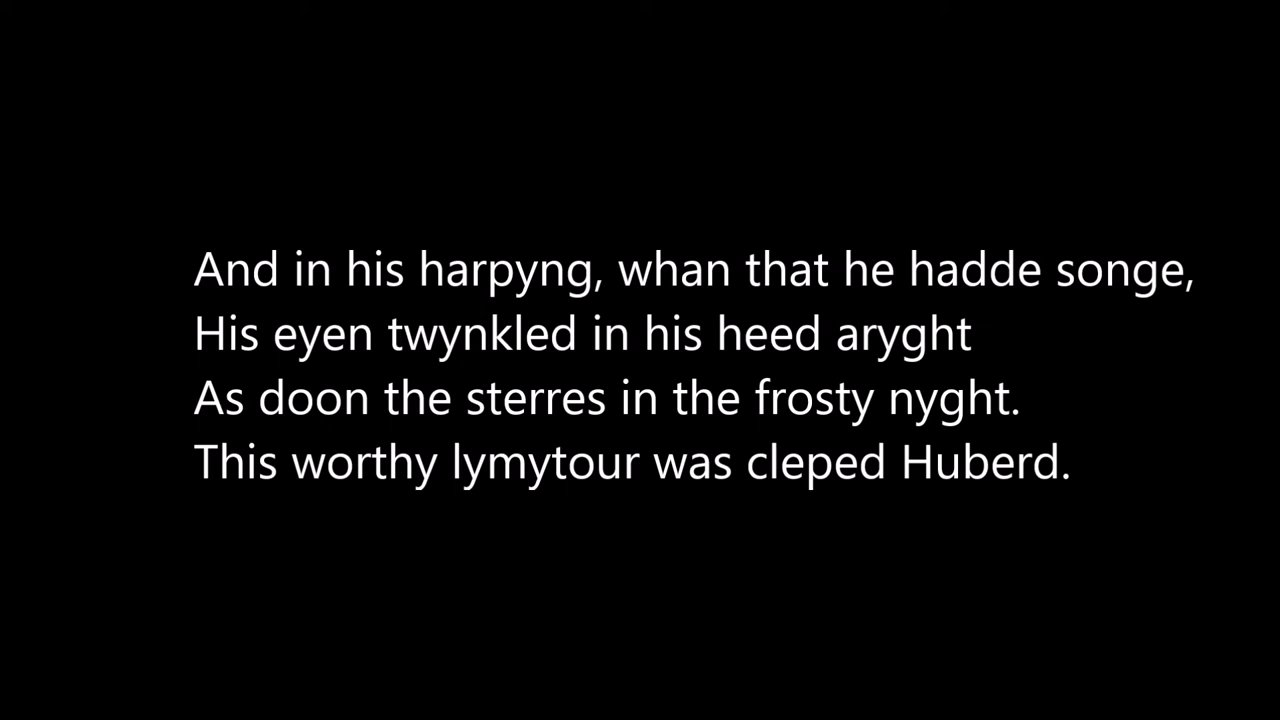 And in his harpyng, whan that he hadde songe,
His eyen twynkled in his heed aryght
As doon the sterres in the frosty nyght.
This worthy lymytour was cleped Huberd.